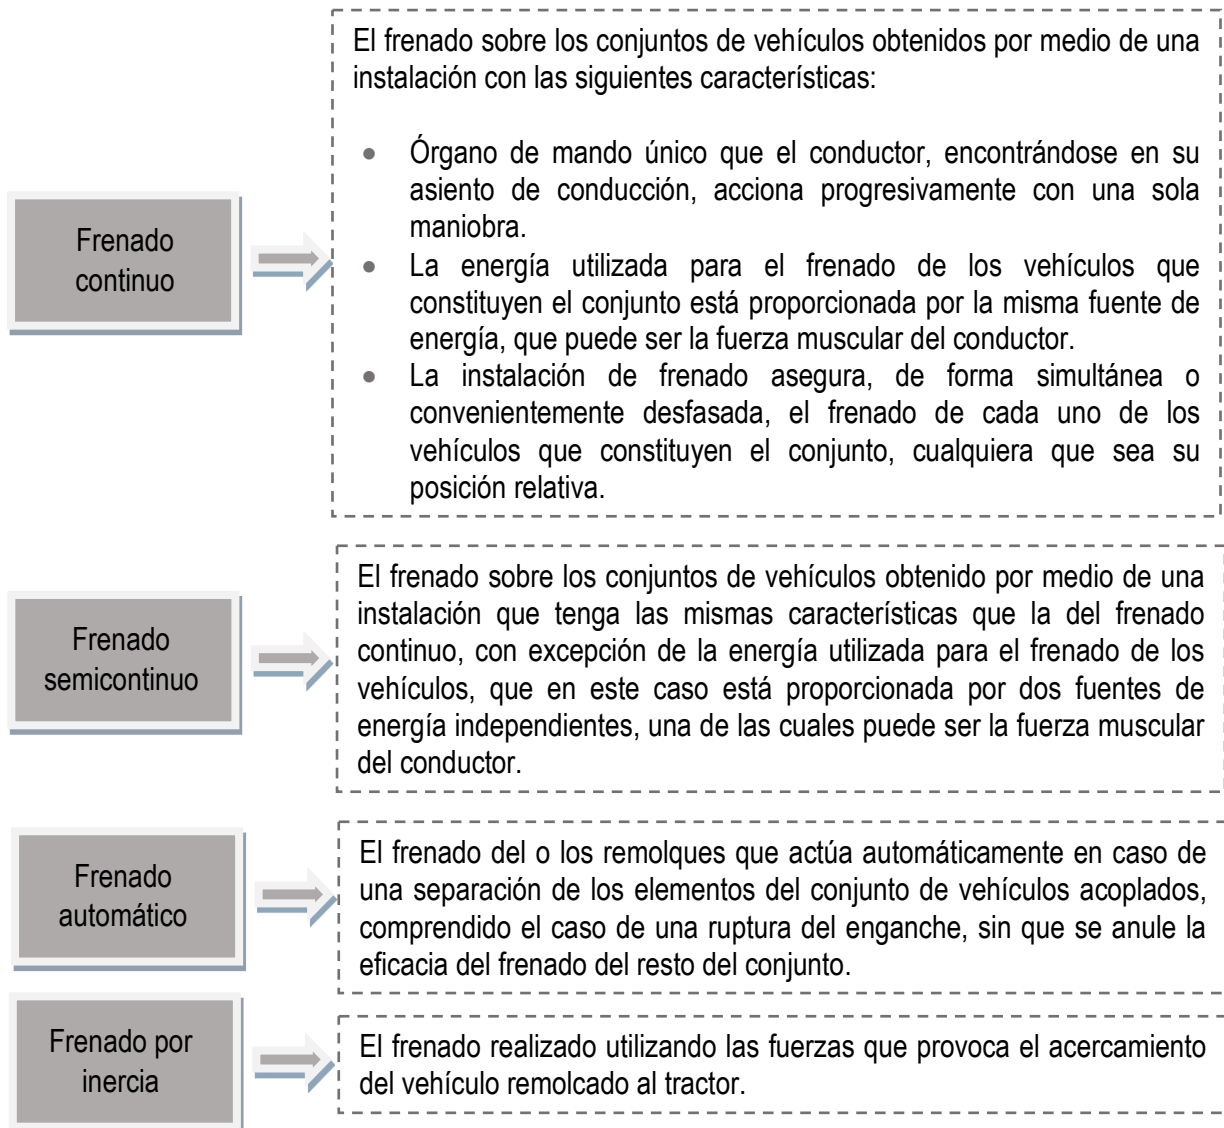 El frenado sobre los conjuntos de vehículos obtenidos por medio de una
instalación con las siguientes características:
Frenado
continuo
• Órgano de mando único que el conductor, encontrándose en su
asiento de conducción, acciona progresivamente con una sola
maniobra.
• La energía utilizada para el frenado de los vehículos que
constituyen el conjunto está proporcionada por la misma fuente de
energía, que puede ser la fuerza muscular del conductor.
• La instalación de frenado asegura, de forma simultánea o
convenientemente desfasada, el frenado de cada uno de los
vehículos que constituyen el conjunto, cualquiera que sea su
posición relativa.
Frenado
semicontinuo
El frenado sobre los conjuntos de vehículos obtenido por medio de una
instalación que tenga las mismas características que la del frenado
continuo, con excepción de la energía utilizada para el frenado de los
vehículos, que en este caso está proporcionada por dos fuentes de
energía independientes, una de las cuales puede ser la fuerza muscular
del conductor.
Frenado
automático
El frenado del o los remolques que actúa automáticamente en caso de
una separación de los elementos del conjunto de vehículos acoplados,
comprendido el caso de una ruptura del enganche, sin que se anule la
eficacia del frenado del resto del conjunto.
Frenado por
inercia
El frenado realizado utilizando las fuerzas que provoca el acercamiento
del vehículo remolcado al tractor.